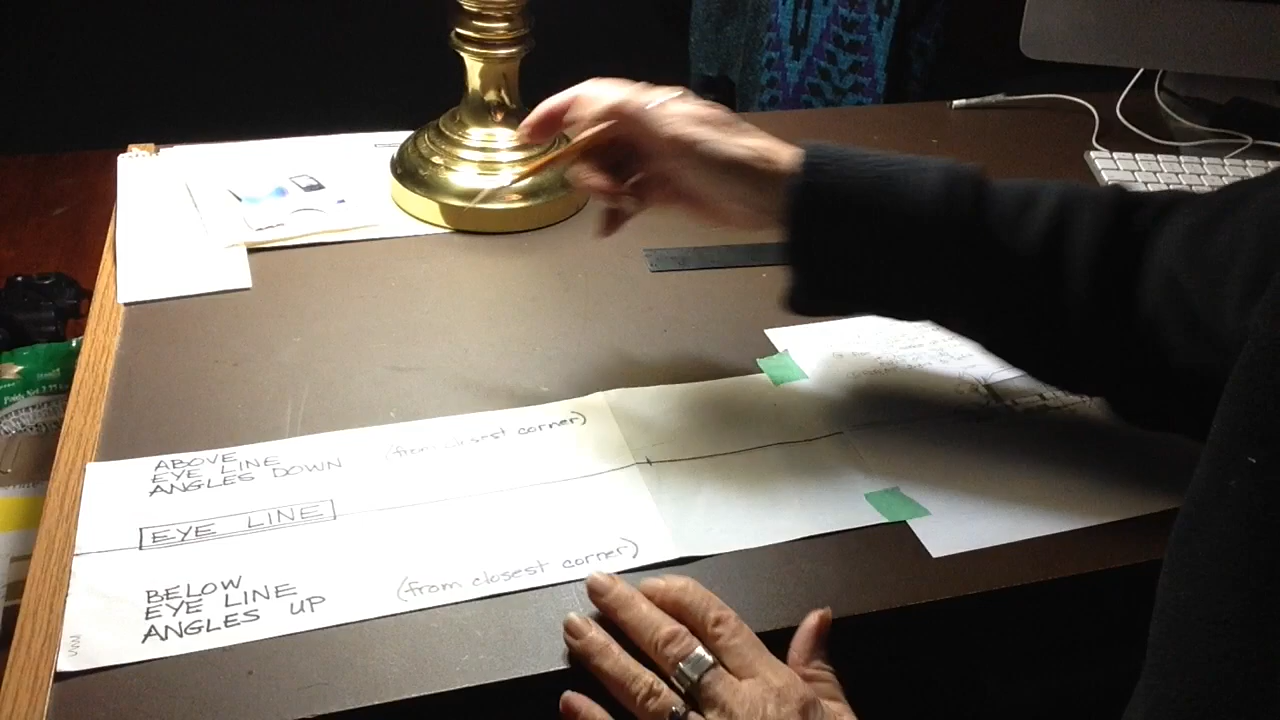 ABOVE
EYE LINE
ANGLES DOWN
(from closest corner)
EYE LINE
BELOW
EYE LINE
ANGLES UP
(from closest corner)